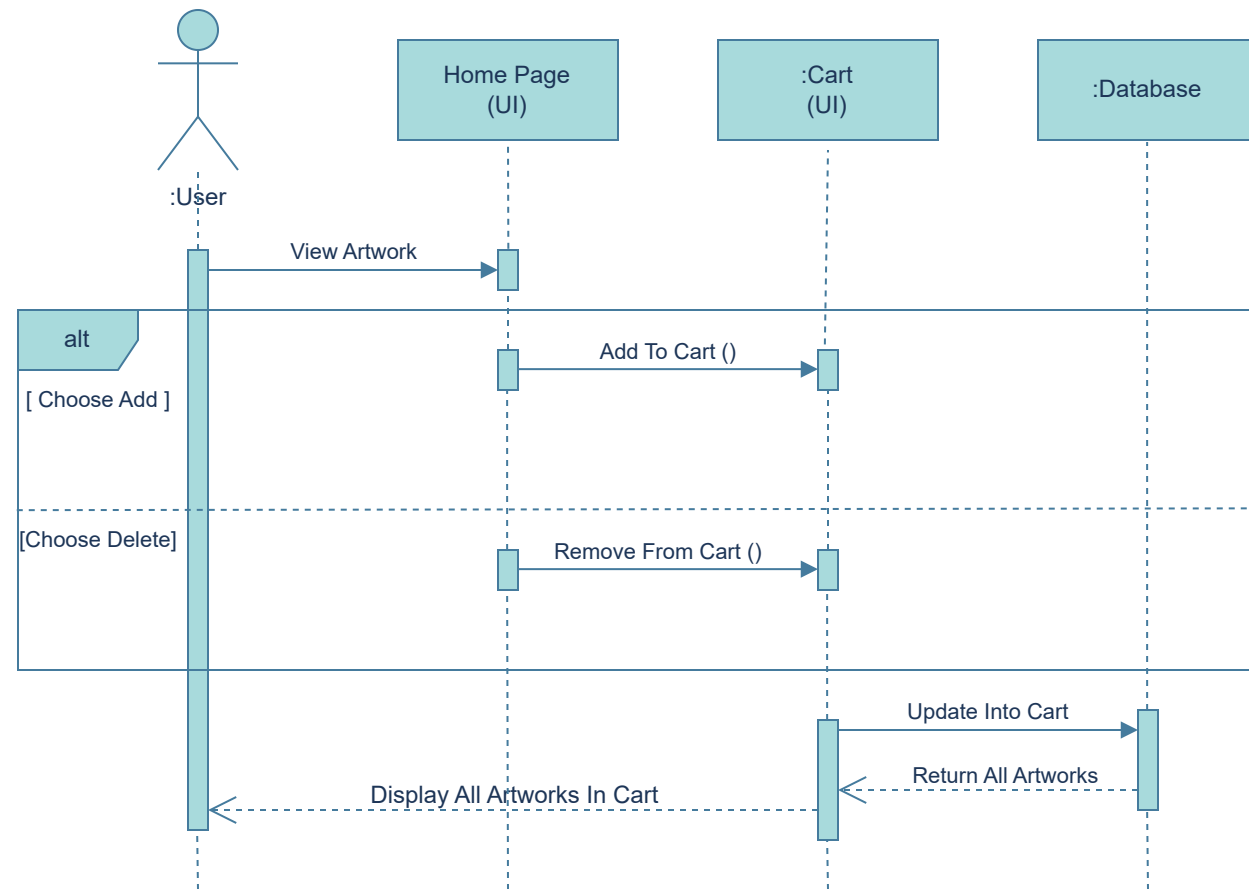 Home Page
(UI)
:Cart
(UI)
:Database
:User
View Artwork
alt
Add To Cart ()
[ Choose Add ]
[Choose Delete]
Remove From Cart ()
Update Into Cart
Return All Artworks
Display All Artworks In Cart